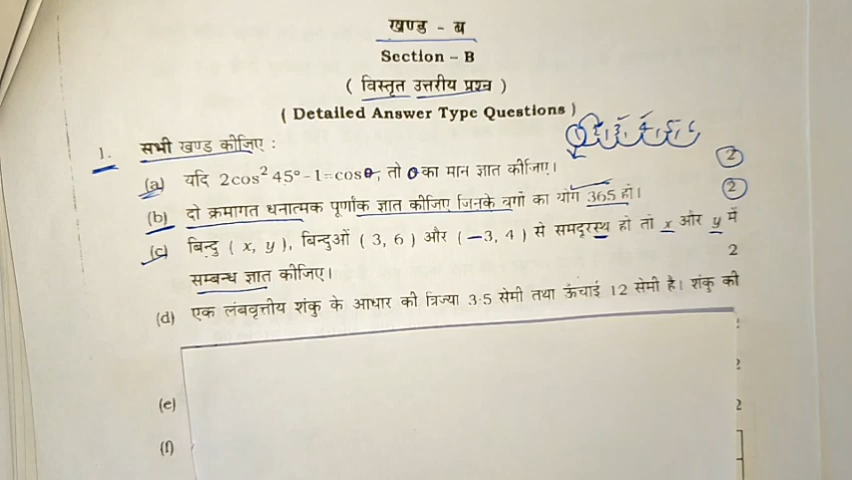 खण्ड - ब
Section - B
( विस्तृत उत्तरीय प्रश्न )
( Detailed Answer Type Questions )
1. सभी खण्ड कीजिए :
(a) यदि 2cos² 45° - 1 = cosθ, तो θ का मान ज्ञात कीजिए। 2
(b) दो क्रमागत धनात्मक पूर्णांक ज्ञात कीजिए जिनके वर्गों का योग 365 हो। 2
(c) बिन्दु ( x, y ), बिन्दुओं ( 3, 6 ) और ( -3, 4 ) से समदूरस्थ हो तो x और y में
सम्बन्ध ज्ञात कीजिए। 2
(d) एक लंबवृत्तीय शंकु के आधार की त्रिज्या 3·5 सेमी तथा ऊंचाई 12 सेमी है। शंकु की
2
(e) 2
(f)